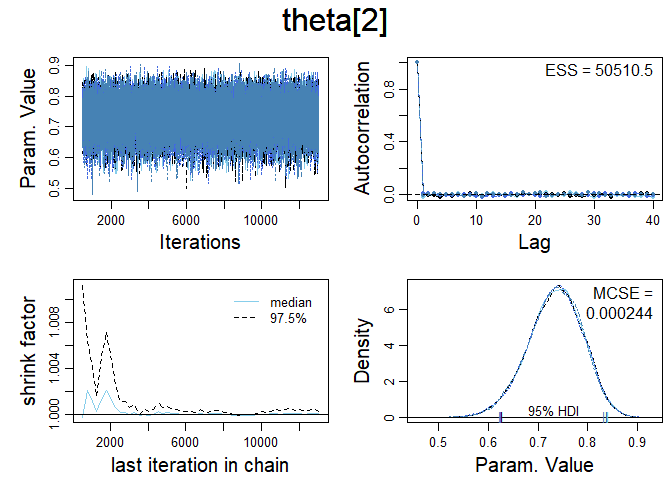 theta[2]
Param. Value
0.5 0.6 0.7 0.8 0.9
2000 6000 10000
Iterations
Autocorrelation
0.0 0.4 0.8
ESS = 50510.5
0 10 20 30 40
Lag
shrink factor
1.000 1.004 1.008
median
97.5%
2000 6000 10000
last iteration in chain
Density
0 2 4 6
MCSE =
0.000244
95% HDI
0.5 0.6 0.7 0.8 0.9
Param. Value